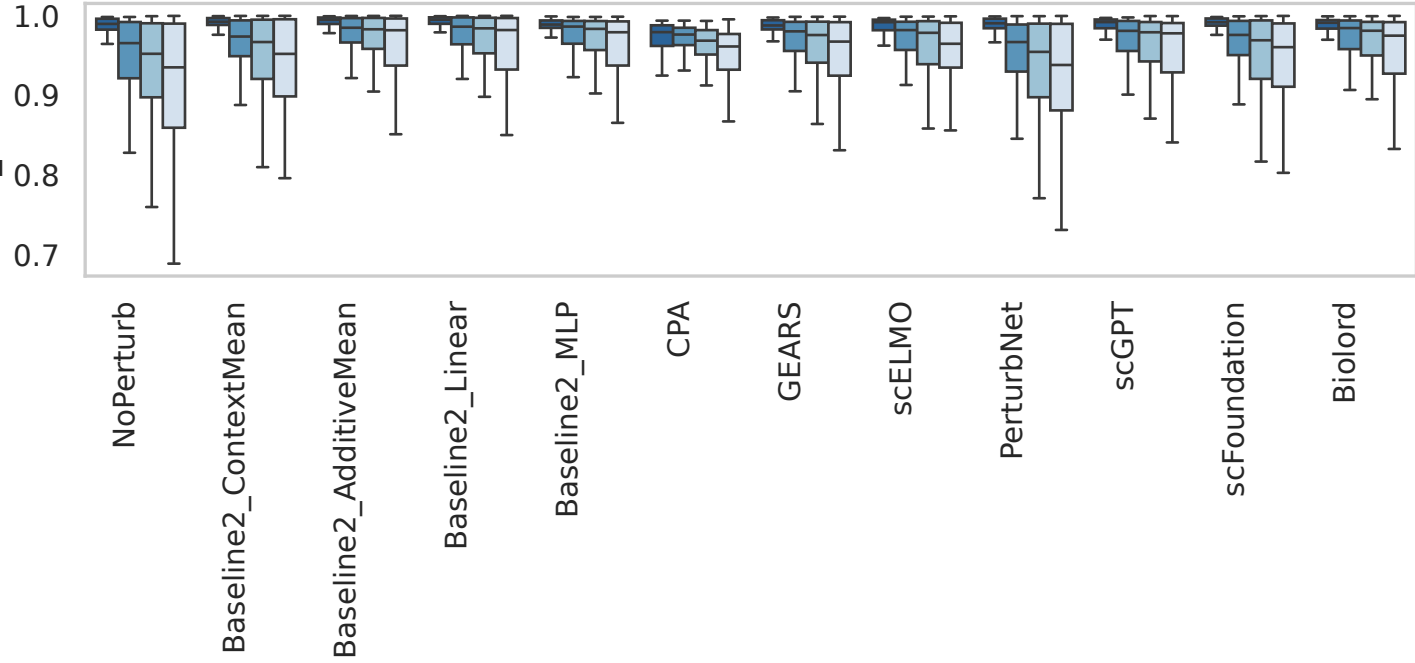 1.0
0.9
0.8
0.7
NoPerturb
Baseline2_ContextMean
Baseline2_AdditiveMean
Baseline2_Linear
Baseline2_MLP
CPA
GEARS
scELMO
PerturbNet
scGPT
scFoundation
Biolord